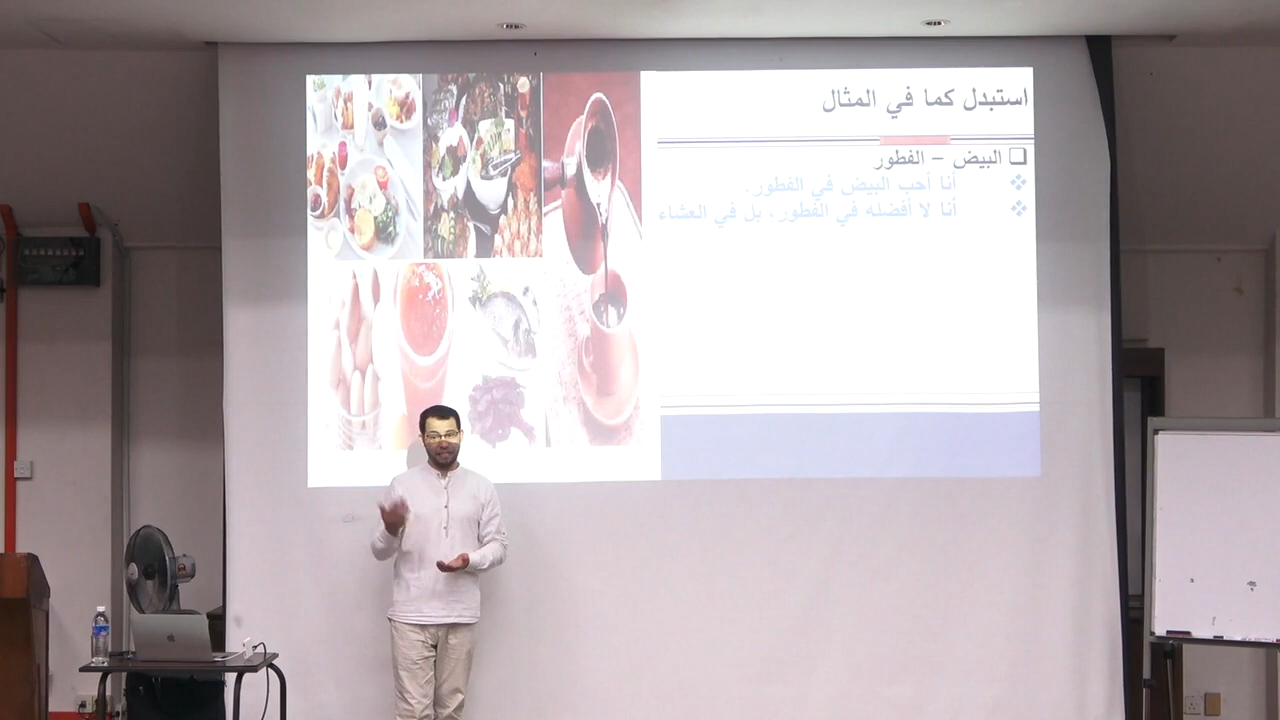 استبدل كما في المثال
البيض – الفطور
أنا أحب البيض في الفطور.
أنا لا أفضله في الفطور، بل في العشاء